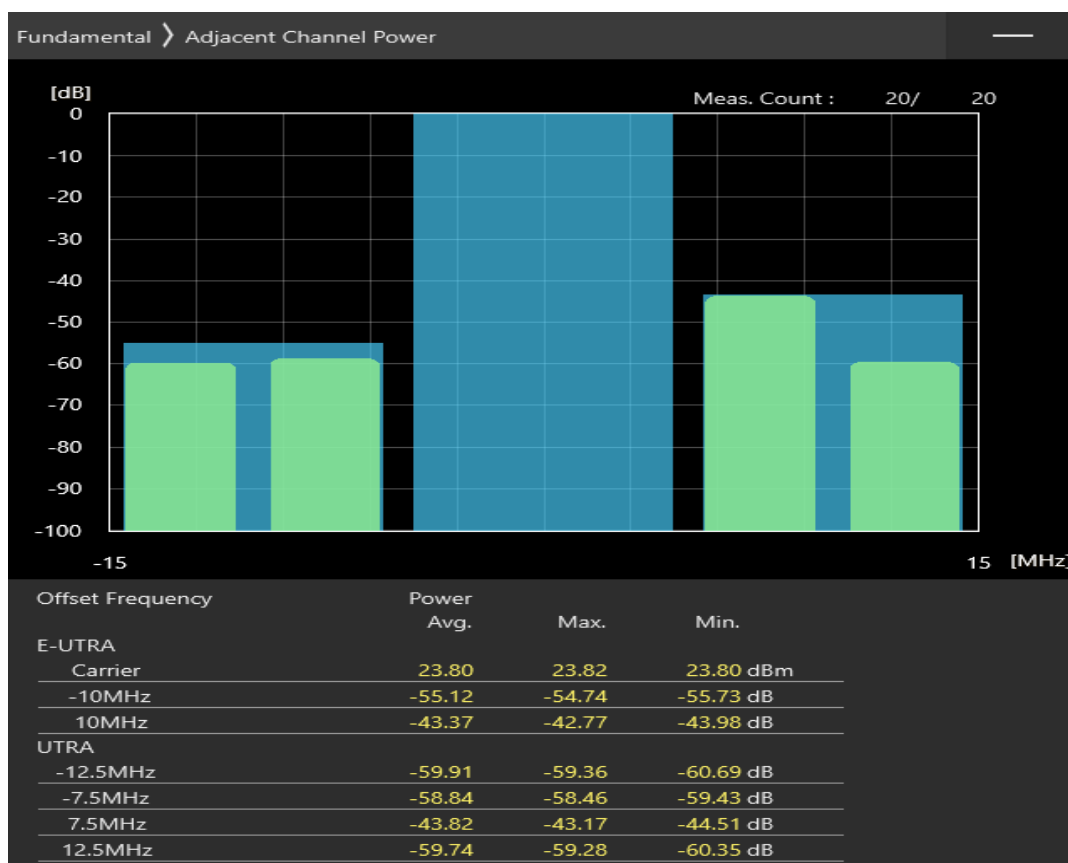 Fundamental 〉 Adjacent Channel Power
[dB]
Meas. Count : 20/ 20
0
-10
-20
-30
-40
-50
-60
-70
-80
-90
-100
-15 15 [MHz]
Offset Frequency Power
Avg. Max. Min.
E-UTRA
Carrier 23.80 23.82 23.80 dBm
-10MHz -55.12 -54.74 -55.73 dB
10MHz -43.37 -42.77 -43.98 dB
UTRA
-12.5MHz -59.91 -59.36 -60.69 dB
-7.5MHz -58.84 -58.46 -59.43 dB
7.5MHz -43.82 -43.17 -44.51 dB
12.5MHz -59.74 -59.28 -60.35 dB